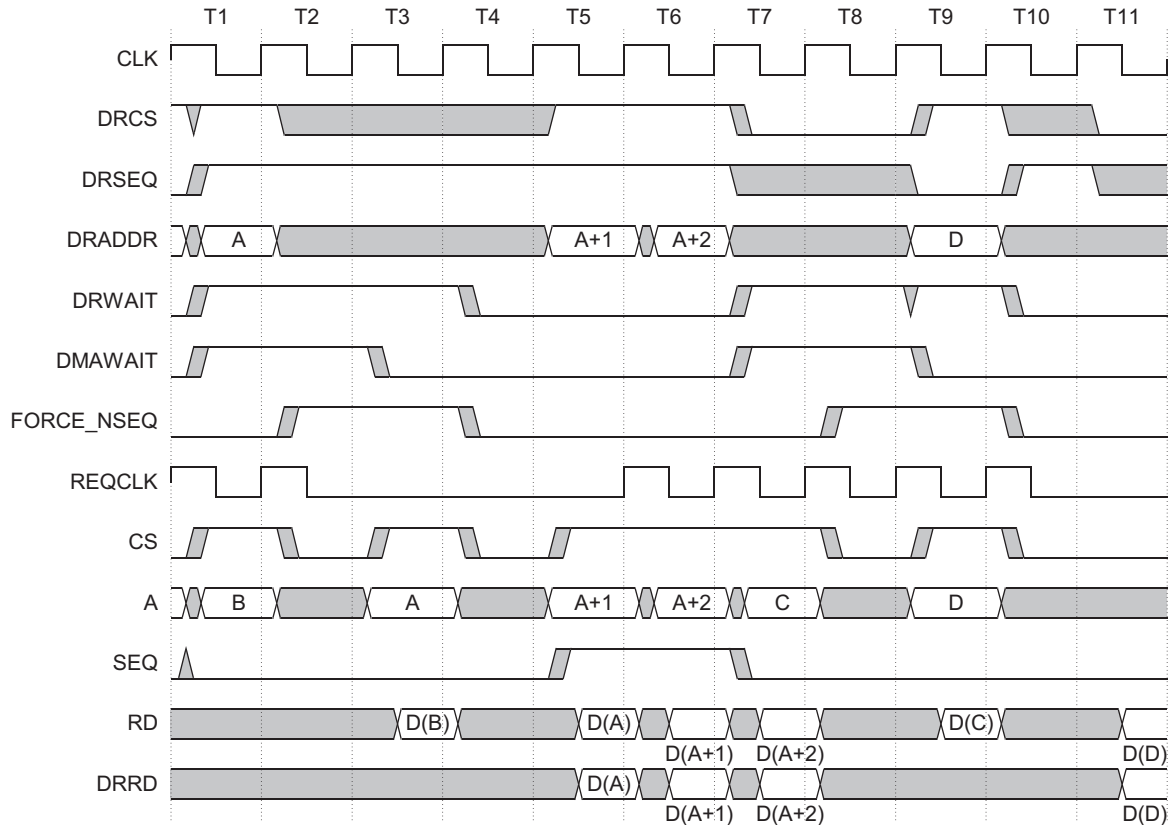 T1 T2 T3 T4 T5 T6 T7 T8 T9 T10 T11
CLK
DRCS
DRSEQ
DRADDR A A+1 A+2 D
DRWAIT
DMAWAIT
FORCE_NSEQ
REQCLK
CS
A B A A+1 A+2 C D
SEQ
RD D(B) D(A) D(C)
D(A+1) D(A+2) D(D)
DRRD D(A)
D(A+1) D(A+2) D(D)